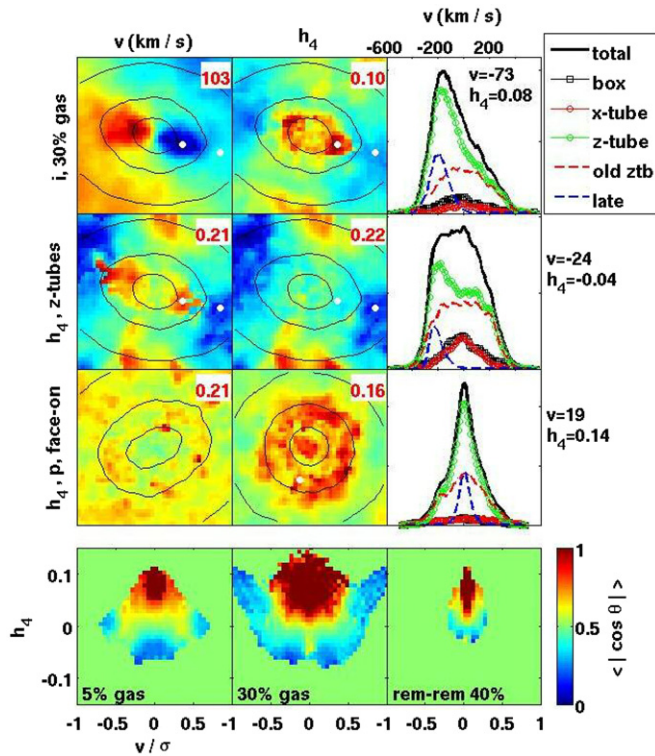 v (km / s)
h4
-600 -200 200
i, 30% gas
103
0.10
v=-73
h4=0.08
total
box
x-tube
z-tube
old ztb
late
h4 , z-tubes
0.21
0.22
v=-24
h4=-0.04
h4 , p, face-on
0.21
0.16
v=19
h4=0.14
h4
0.1
0
-0.1
5% gas
30% gas
rem-rem 40%
1
0.5
0
< | cos θ | >
-1 -0.5 0 0.5 -1 -0.5 0 0.5 -1 -0.5 0 0.5 1
v / σ